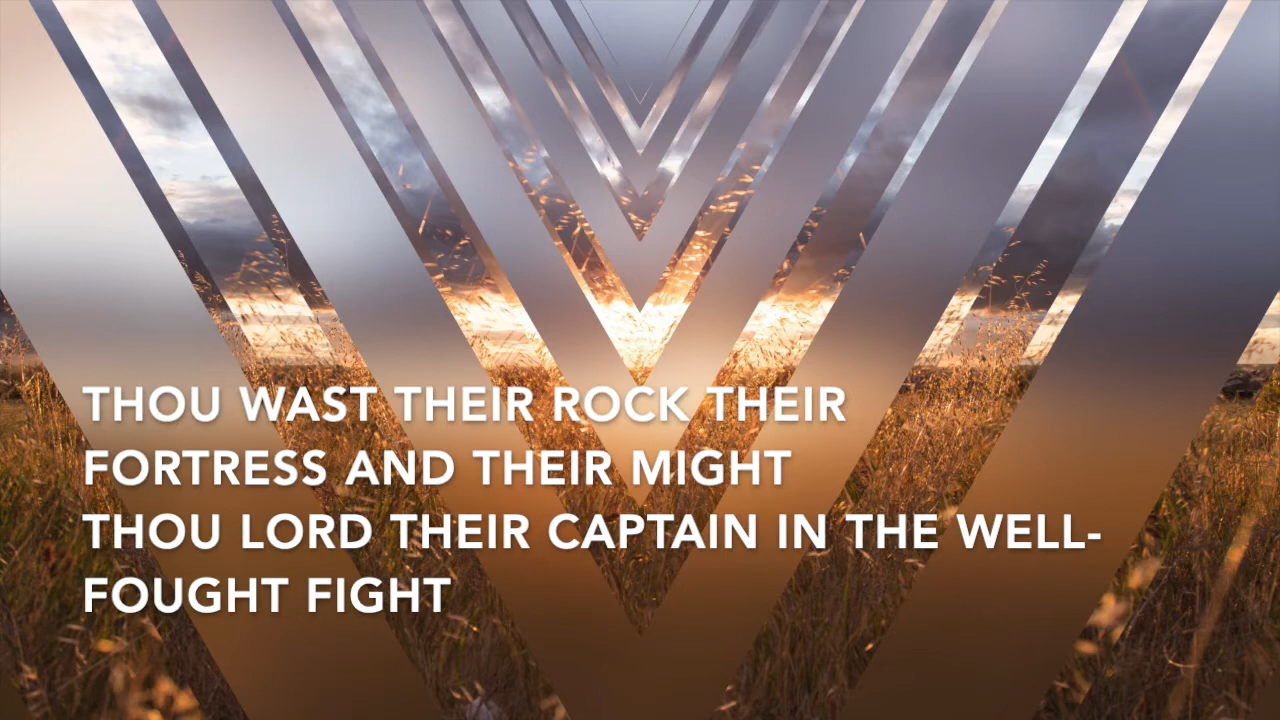 THOU WAST THEIR ROCK THEIR
FORTRESS AND THEIR MIGHT
THOU LORD THEIR CAPTAIN IN THE WELL-
FOUGHT FIGHT